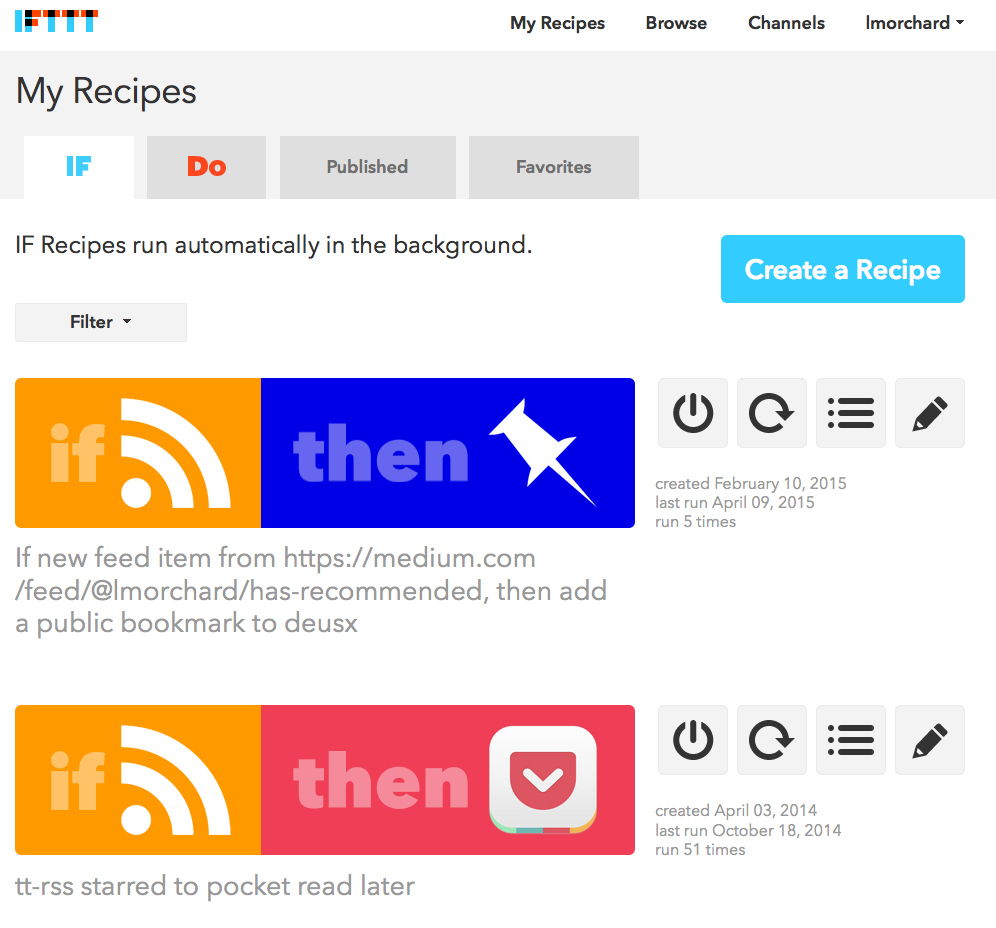 IFTTT
My Recipes Browse Channels lmorchard
My Recipes
IF Do Published Favorites
IF Recipes run automatically in the background.
Create a Recipe
Filter
if then
created February 10, 2015
last run April 09, 2015
run 5 times
If new feed item from https://medium.com
/feed/@lmorchard/has-recommended, then add
a public bookmark to deusx
if then
created April 03, 2014
last run October 18, 2014
run 51 times
tt-rss starred to pocket read later